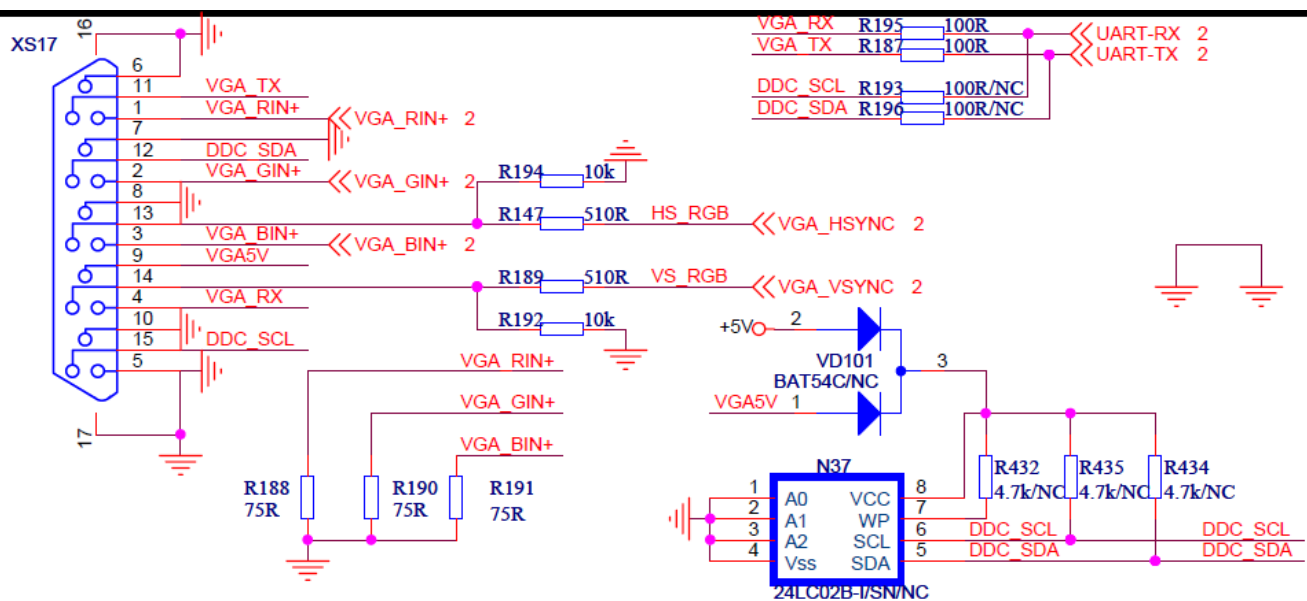 XS17
16
6
11 VGA_TX
1 VGA_RIN+ VGA_RIN+ 2
7
12 DDC_SDA
2 VGA_GIN+ VGA_GIN+ 2
8
13
3 VGA_BIN+ VGA_BIN+ 2
9 VGA5V
14
4 VGA_RX
10
15 DDC_SCL
5
17
VGA_RX R195 100R UART-RX 2
VGA_TX R187 100R UART-TX 2
DDC_SCL R193 100R/NC
DDC_SDA R196 100R/NC
R194 10k
R147 510R HS_RGB VGA_HSYNC 2
R189 510R VS_RGB VGA_VSYNC 2
R192 10k
VGA_RIN+
VGA_GIN+
VGA_BIN+
R188 R190 R191
75R 75R 75R
+5V 2
VD101 3
BAT54C/NC
VGA5V 1
N37
R432 R435 R434
4.7k/NC 4.7k/NC 4.7k/NC
1 A0 VCC 8
2 A1 WP 7
3 A2 SCL 6 DDC_SCL DDC_SCL
4 Vss SDA 5 DDC_SDA DDC_SDA
24LC02B-I/SN/NC